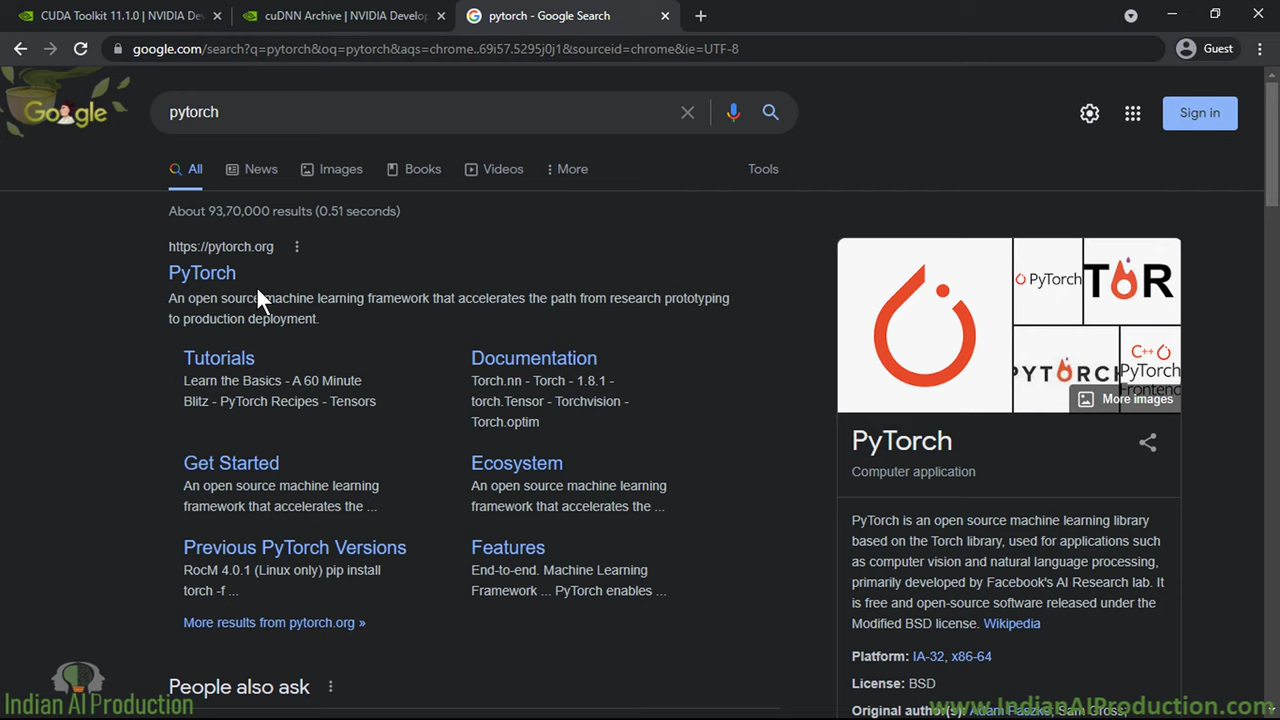 CUDA Toolkit 11.1.0 | NVIDIA De
cuDNN Archive | NVIDIA Develop
pytorch - Google Search
google.com/search?q=pytorch&oq=pytorch&aqs=chrome..69i57.5295j0j1&sourceid=chrome&ie=UTF-8
Guest
Google
pytorch
Sign in
All
News
Images
Books
Videos
More
Tools
About 93,70,000 results (0.51 seconds)
https://pytorch.org
PyTorch
An open source machine learning framework that accelerates the path from research prototyping
to production deployment.
Tutorials
Learn the Basics - A 60 Minute
Blitz - PyTorch Recipes - Tensors
Documentation
Torch.nn - Torch - 1.8.1 -
torch.Tensor - Torchvision -
Torch.optim
Get Started
An open source machine learning
framework that accelerates the ...
Ecosystem
An open source machine learning
framework that accelerates the ...
Previous PyTorch Versions
RocM 4.0.1 (Linux only) pip install
torch -f ...
Features
End-to-end. Machine Learning
Framework ... PyTorch enables ...
More results from pytorch.org »
People also ask
PyTorch
TOR
PYTORCH
C++
PyTorch
Frontend
More images
PyTorch
Computer application
PyTorch is an open source machine learning library
based on the Torch library, used for applications such
as computer vision and natural language processing,
primarily developed by Facebook's AI Research lab. It
is free and open-source software released under the
Modified BSD license. Wikipedia
Platform: IA-32, x86-64
License: BSD
Original author(s): Adam Paszke, Sam Gross,
Indian AI Production
www.IndianAIProduction.com